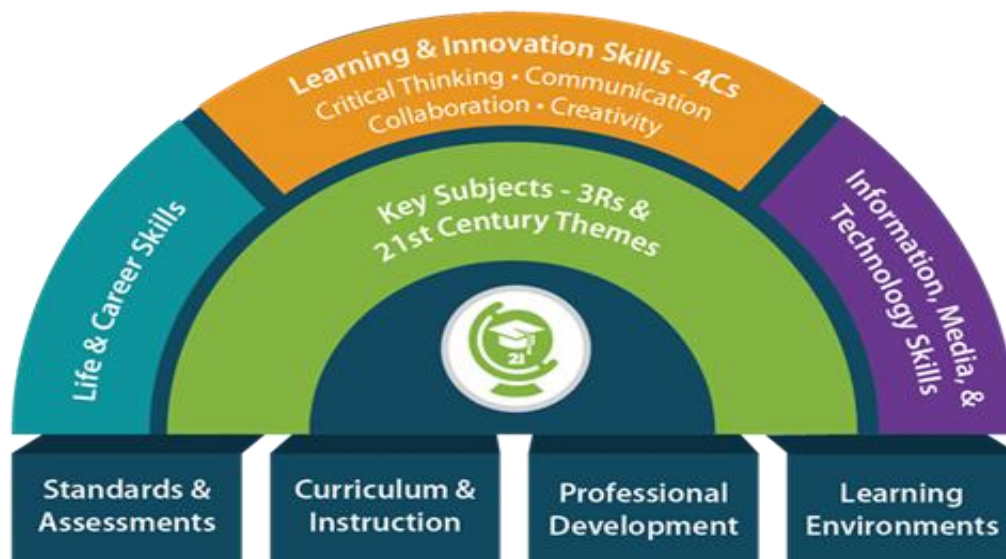 Learning & Innovation Skills - 4Cs
Critical Thinking • Communication
Collaboration • Creativity
Life & Career Skills
Key Subjects - 3Rs &
21st Century Themes
Information, Media, &
Technology Skills
21
Standards &
Assessments
Curriculum &
Instruction
Professional
Development
Learning
Environments